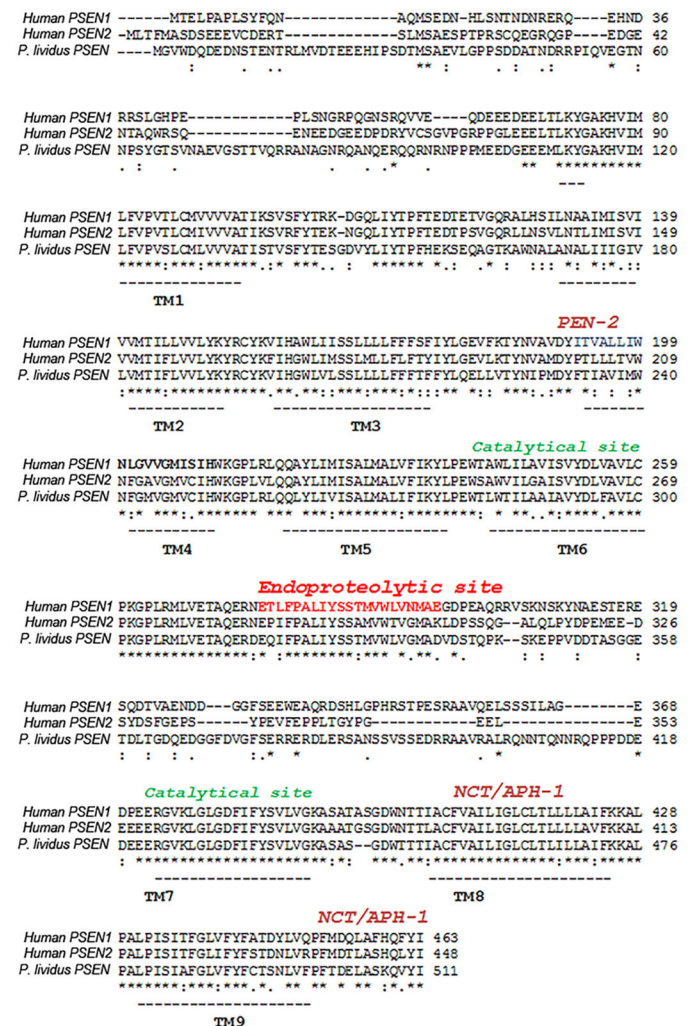 Human PSEN1 ------MTELPAPLSYFQN-------------AQMSEDN-HLSNTNDNRERQ----EHND 36
Human PSEN2 -MLTFMASDSEEEVCDERT-------------SLMSAESPTPRSCQEGRQGP----EDGE 42
P. lividus PSEN ----MGVWDQDEDNSTENTRLMVDTEEEHIPSDTMSAEVLGPPSDDATNDRRPIQVEGTN 60
: . .. ** . : . . * :
Human PSEN1 RRSLGHPE------------PLSNGRPQGNSRQVVE----QDEEEDEELTLKYGAKHVIM 80
Human PSEN2 NTAQWRSQ------------ENEEDGEEDPDRYVCSGVPGRPPGLEEELTLKYGAKHVIM 90
P. lividus PSEN NPSYGTSVNAEVGSTTVQRRANAGNRQANQERQQRNRNPPPMEEDGEEEMLKYGAKHVIM 120
. : . . . * . ** **********
---
Human PSEN1 LFVPVTLCMVVVVATIKSVSFYTRK-DGQLIYTPFTEDTETVGQRALHSILNAAIMISVI 139
Human PSEN2 LFVPVTLCMIVVVATIKSVRFYTEK-NGQLIYTPFTEDTPSVGQRLLNSVLNTLIMISVI 149
P. lividus PSEN LFVPVSLCMLVVVATISTVSFYTESGDVYLIYTPFHEKSEQAGTKAWNALANALIIIGIV 180
*****:***:******.:* ***.. : ****** *.: .* : .:: *: *:*.::
--------------
---------
TM1
PEN-2
Human PSEN1 VVMTILLVVLYKYRCYKVIHAWLIISSLLLLFFFSFIYLGEVFKTYNVAVDYITVALLIW 199
Human PSEN2 VVMTIFLVVLYKYRCYKFIHGWLIMSSLMLLFLFTYIYLGEVLKTYNVAMDYPTLLLTVW 209
P. lividus PSEN LVMTIFLVVLYKYRCYKVIHGWLVLSSLLLLFFFTFFYLQELLVTYNIPMDYFTIAVIMW 240
:****:***********.**.**::***:***:*:::** *:: ***:.:** *: : :*
-----------
------------------
-------
TM2
TM3
Catalytical site
Human PSEN1 NLGVVGMISIHWKGPLRLQQAYLIMISALMALVFIKYLPEWTAWLILAVISVYDLVAVLC 259
Human PSEN2 NFGAVGMVCIHWKGPLVLQQAYLIMISALMALVFIKYLPEWSAWVILGAISVYDLVAVLC 269
P. lividus PSEN NFGMVGMVCIHWKGPLRLQQLYLIVISALMALIFIKYLPEWTLWTILAAIAVYDLFAVLC 300
*:* ***:.******* *** ***:*******:********: * **..*:****.****
----------
-------------------
------------------
TM4
TM5
TM6
Endoproteolytic site
Human PSEN1 PKGPLRMLVETAQERNETLFPALIYSSTMVWLVNMAEGDPEAQRRVSKNSKYNAESTERE 319
Human PSEN2 PKGPLRMLVETAQERNEPIFPALIYSSAMVWTVGMAKLDPSSQG--ALQLPYDPEMEE-D 326
P. lividus PSEN PKGPLRMLVETAQERDEQIFPALIYSSTMVWLVGMADVDSTQPK---SKEPPVDDTASGGE 358
***************:* :********:*** *.**. *. : : :
Human PSEN1 SQDTVAENDD---GGFSEEWEAQRDSHLGPHRSTPESRAAVQELSSSILAG--------E 368
Human PSEN2 SYDSFGEPS------YPEVFEPPLTGYPG------------EEL---------------E 353
P. lividus PSEN TDLTGDQEDGGFDVGFSERRERDLERSANSSVSSEDRRAAVRALRQNNTQNNRQPPPDDE 418
: : . :.* * . . * *
Catalytical site
NCT/APH-1
Human PSEN1 DPEERGVKLGLGDFIFYSVLVGKASATASGDWNTTIACFVAILIGLCLTLLLLAIFKKAL 428
Human PSEN2 EEEERGVKLGLGDFIFYSVLVGKAAATGSGDWNTTLACFVAILIGLCLTLLLLAVFKKAL 413
P. lividus PSEN DEEERGVKLGLGDFIFYSVLVGKASAS--GDWTTTIACFVAILIGLCLTLILLAIFKKAL 476
: **********************:*: ***.**:**************:***:*****
------------------
---------------------
TM7
TM8
NCT/APH-1
Human PSEN1 PALPISITFGLVFYFATDYLVQPFMDQLAFHQFYI 463
Human PSEN2 PALPISITFGLIFYFSTDNLVRPFMDTLASHQLYI 448
P. lividus PSEN PALPISIAFGLIFYFCTSNLVLPFTDELASKQVYI 511
*******:***:***.*. ** ** * ** :*.**
--------------------
TM9